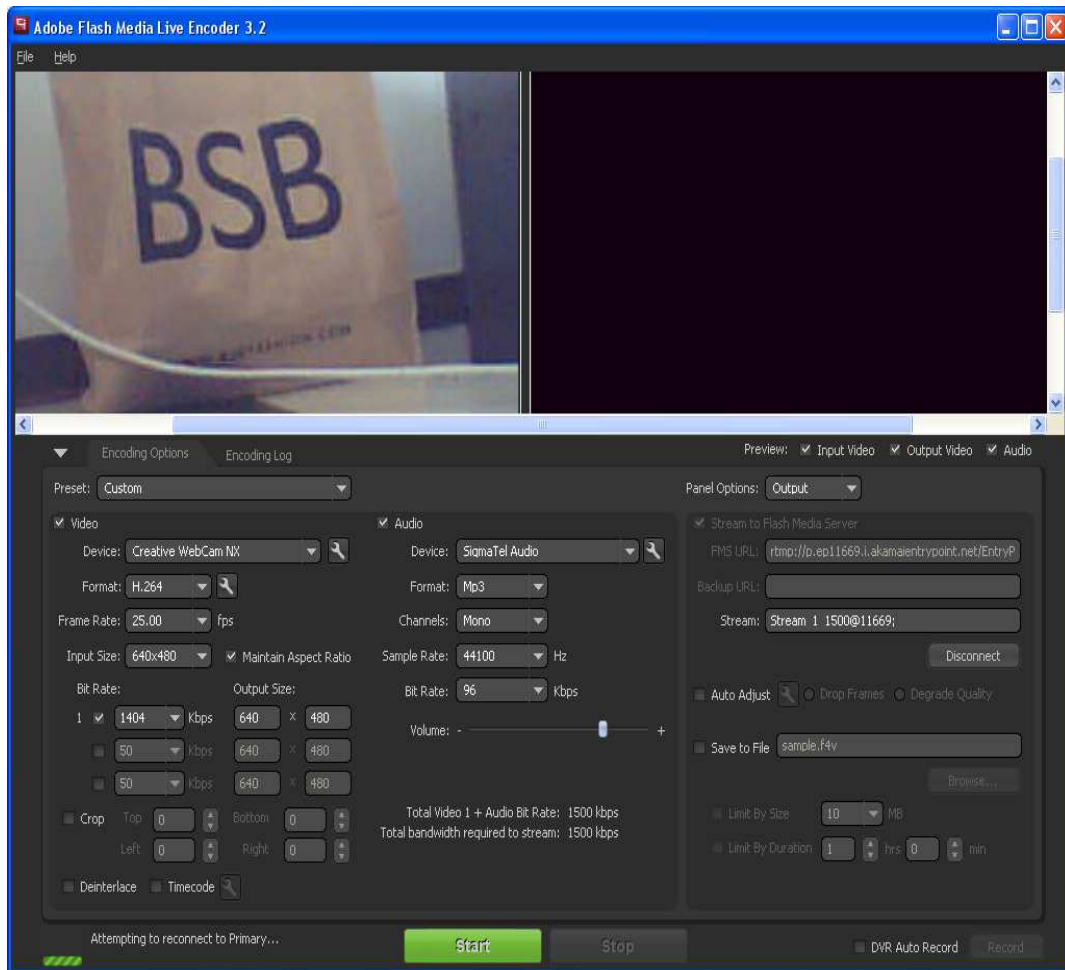 Adobe Flash Media Live Encoder 3.2
File Help
BSB
Encoding Options Encoding Log
Preview: Input Video Output Video Audio
Preset: Custom
Panel Options: Output
Video
Device: Creative WebCam NX
Format: H.264
Frame Rate: 25.00 fps
Input Size: 640x480 Maintain Aspect Ratio
Bit Rate: Output Size:
1 1404 Kbps 640 x 480
50 Kbps 640 x 480
50 Kbps 640 x 480
Crop Top 0 Bottom 0
Left 0 Right 0
Deinterlace Timecode
Audio
Device: SigmaTel Audio
Format: Mp3
Channels: Mono
Sample Rate: 44100 Hz
Bit Rate: 96 Kbps
Volume: - +
Total Video 1 + Audio Bit Rate: 1500 kbps
Total bandwidth required to stream: 1500 kbps
Stream to Flash Media Server
FMS URL: rtmp://p.ep11669.i.akamaientrypoint.net/EntryP
Backup URL:
Stream: Stream_1_1500@11669;
Disconnect
Auto Adjust Drop Frames Degrade Quality
Save to File sample.f4v
Browse...
Limit By Size 10 MB
Limit By Duration 1 hrs 0 min
Attempting to reconnect to Primary...
Start Stop
DVR Auto Record Record